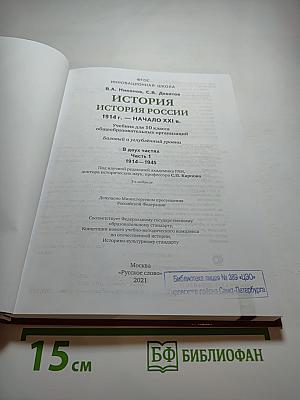 ФГОС
ИННОВАЦИОННАЯ ШКОЛА
В.А. Никонов, С.В. Девятов
ИСТОРИЯ
ИСТОРИЯ РОССИИ
1914 г. — НАЧАЛО XXI в.
Учебник для 10 класса
общеобразовательных организаций
Базовый и углублённый уровни
В двух частях
Часть 1
1914—1945
Под научной редакцией академика РАН,
доктора исторических наук, профессора С.П. Карпова
Допущено Министерством просвещения
Российской Федерации
Соответствует Федеральному государственному
образовательному стандарту,
Концепции нового учебно-методического комплекса
по отечественной истории,
Историко-культурному стандарту
Москва
«Русское слово»
2021
Библиотека лицея № 389 «ЦЭО»
района Санкт-Петербурга
15 см
БФ БИБЛИОФАН